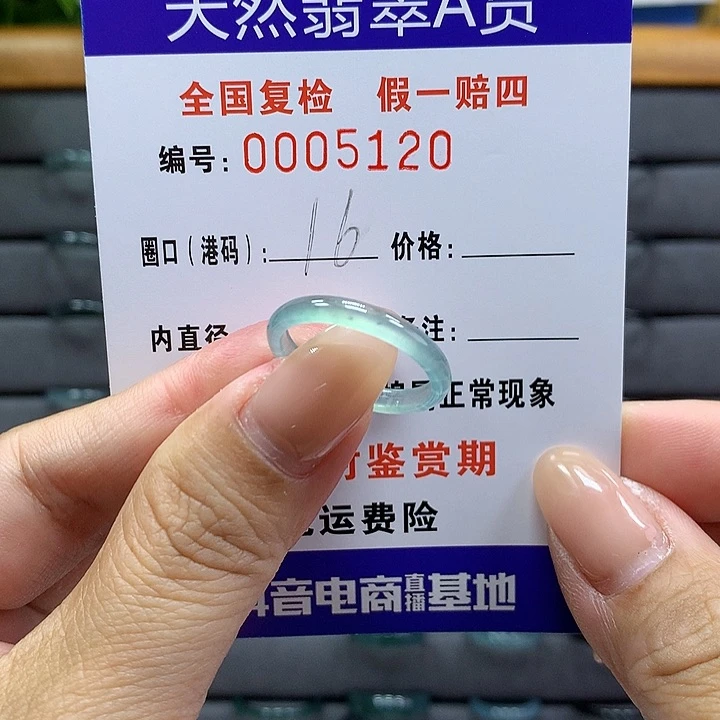 天然翡翠A货
全国复检 假一赔四
编号: 0005120
圈口(港码): 16 价格:
内直径 注:
正常现象
鉴赏期
运费险
音电商直播基地